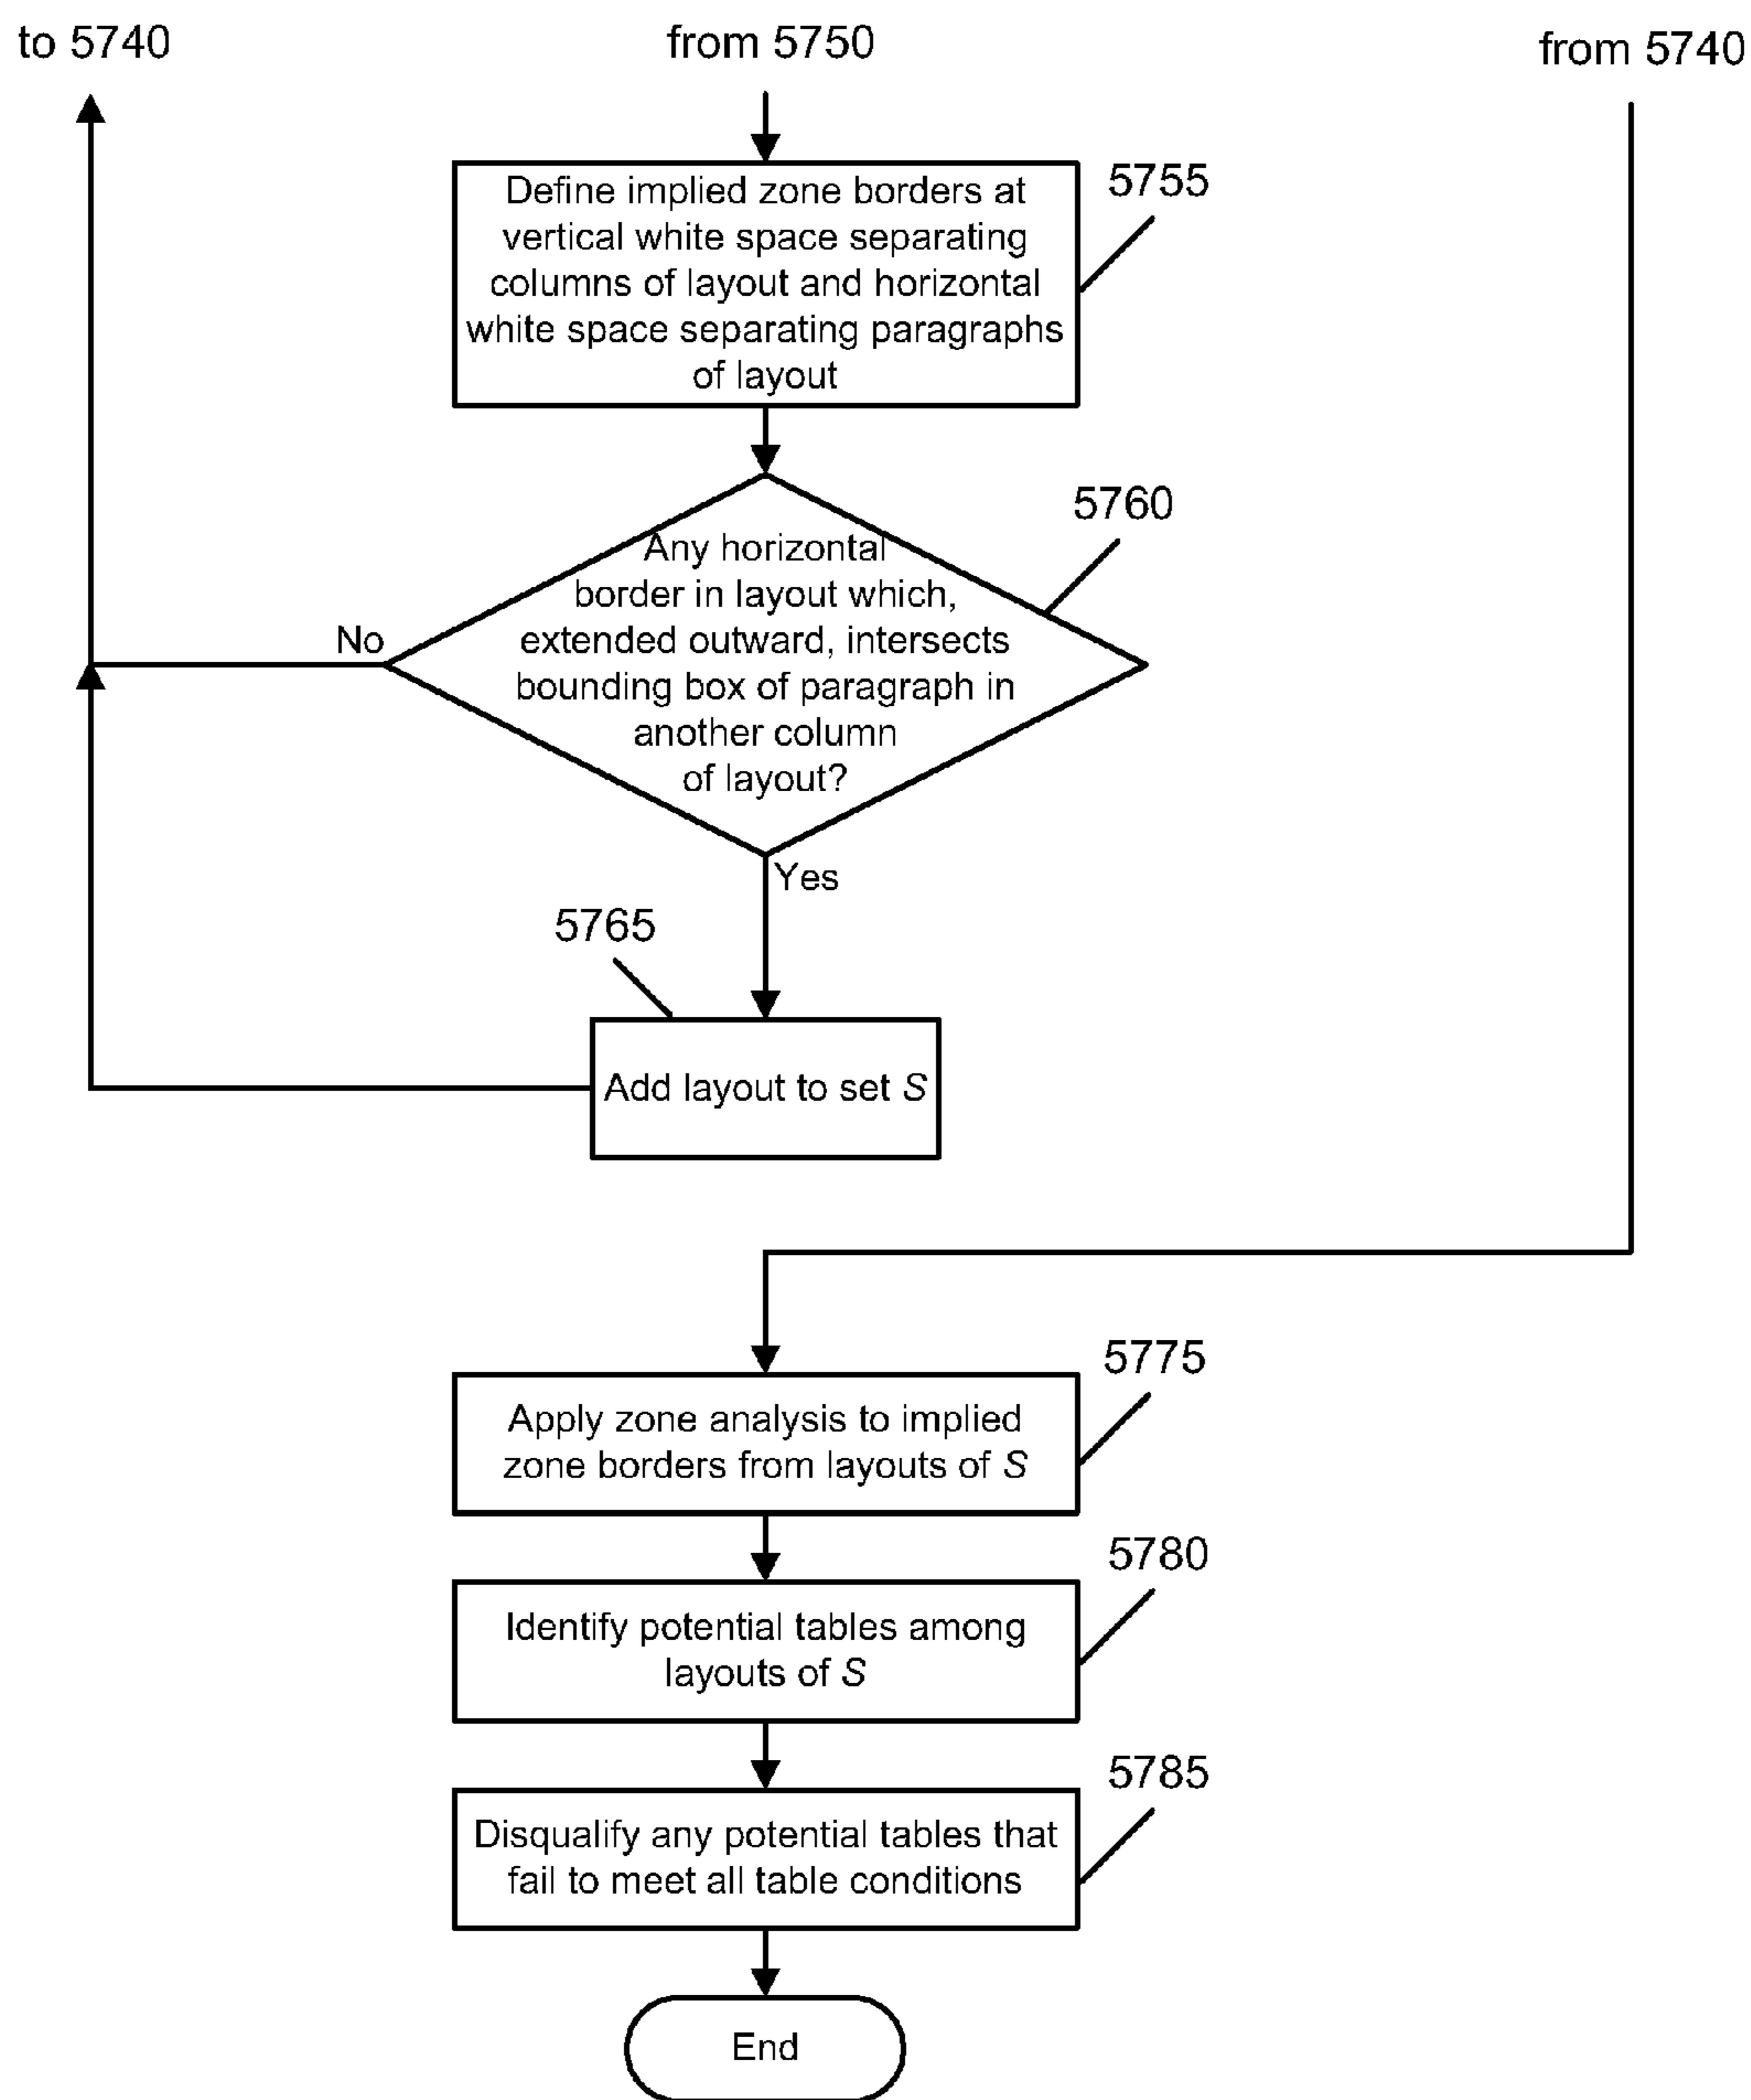 to 5740
from 5750
from 5740
Define implied zone borders at
vertical white space separating
columns of layout and horizontal
white space separating paragraphs
of layout
5755
5760
Any horizontal
border in layout which,
extended outward, intersects
bounding box of paragraph in
another column
of layout?
No
Yes
5765
Add layout to set S
5775
Apply zone analysis to implied
zone borders from layouts of S
5780
Identify potential tables among
layouts of S
5785
Disqualify any potential tables that
fail to meet all table conditions
End